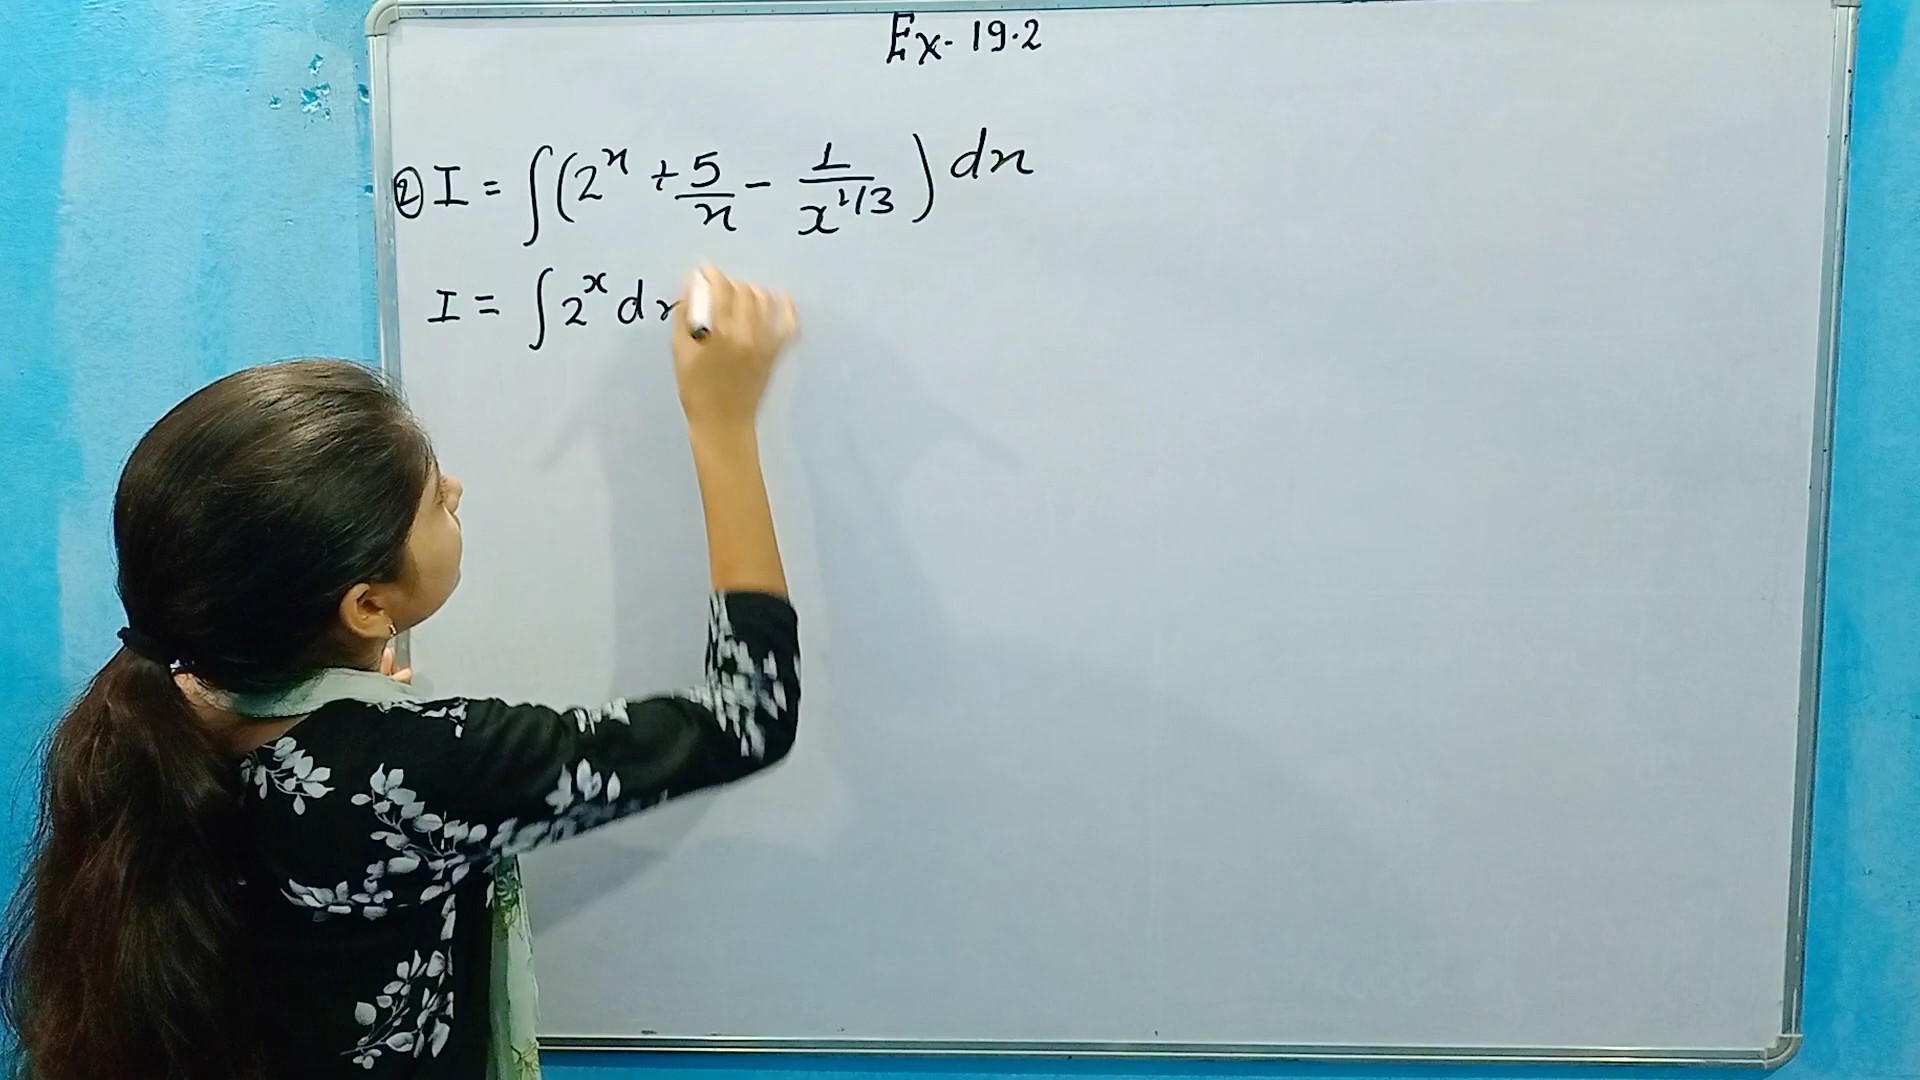 Ex- 19.2
② I = ∫(2^x + 5/x - 1/x^1/3) dx
I = ∫2^x dx